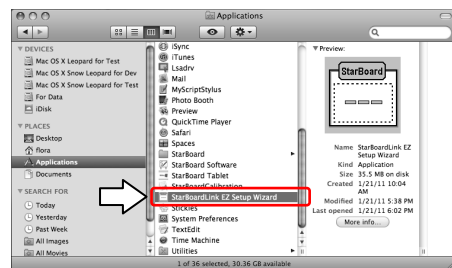 Applications
DEVICES
Mac OS X Leopard for Test
Mac OS X Snow Leopard for Dev
Mac OS X Snow Leopard for Test
For Data
iDisk
PLACES
Desktop
flora
Applications
Documents
SEARCH FOR
Today
Yesterday
Past Week
All Images
All Movies
iSync
iTunes
Lsadrv
Mail
MyScriptStylus
Photo Booth
Preview
QuickTime Player
Safari
Spaces
StarBoard
StarBoard Software
StarBoard Tablet
StarBoardCalibration
StarBoardLink EZ Setup Wizard
Stickies
System Preferences
TextEdit
Time Machine
Utilities
Preview:
StarBoard
Name StarBoardLink EZ
Setup Wizard
Kind Application
Size 35.5 MB on disk
Created 1/21/11 10:04
AM
Modified 1/21/11 5:38 PM
Last opened 1/21/11 6:02 PM
More info...
1 of 36 selected, 30.36 GB available